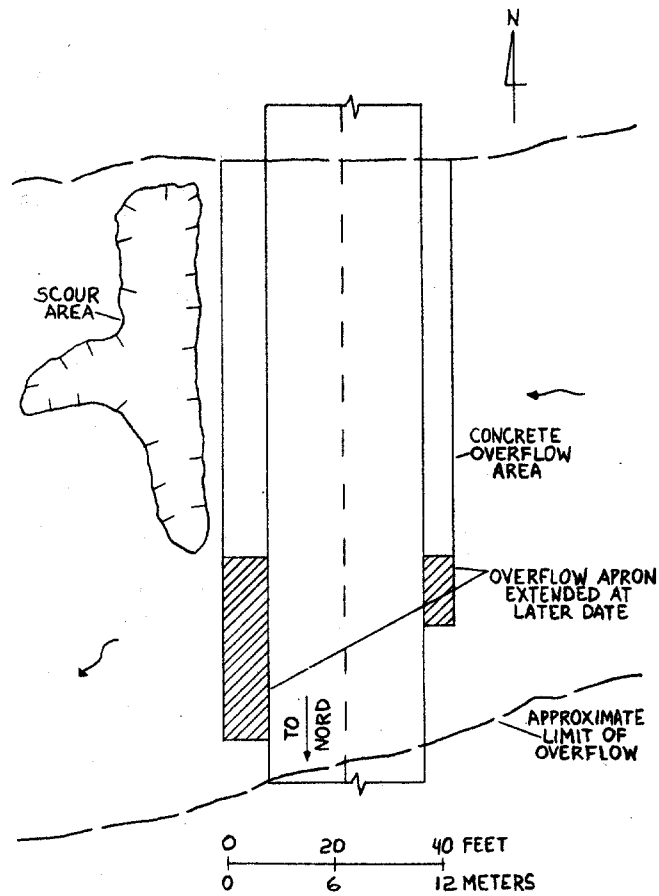 N
SCOUR
AREA
CONCRETE
OVERFLOW
AREA
OVERFLOW APRON
EXTENDED AT
LATER DATE
TO
NORD
APPROXIMATE
LIMIT OF
OVERFLOW
0 20 40 FEET
0 6 12 METERS